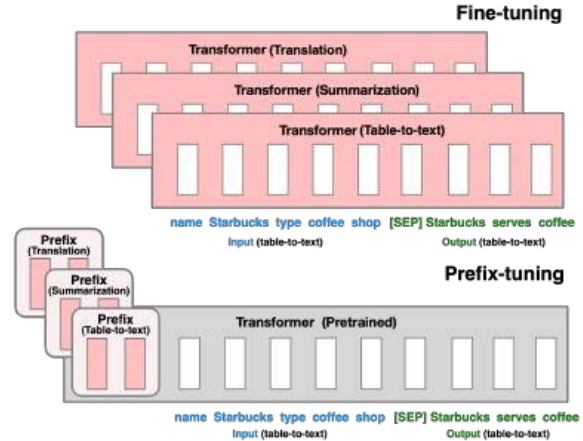 Fine-tuning
Transformer (Translation)
Transformer (Summarization)
Transformer (Table-to-text)
name Starbucks type coffee shop [SEP] Starbucks serves coffee
Input (table-to-text) Output (table-to-text)
Prefix-tuning
Prefix
(Translation)
Prefix
(Summarization)
Prefix
(Table-to-text)
Transformer (Pretrained)
name Starbucks type coffee shop [SEP] Starbucks serves coffee
Input (table-to-text) Output (table-to-text)